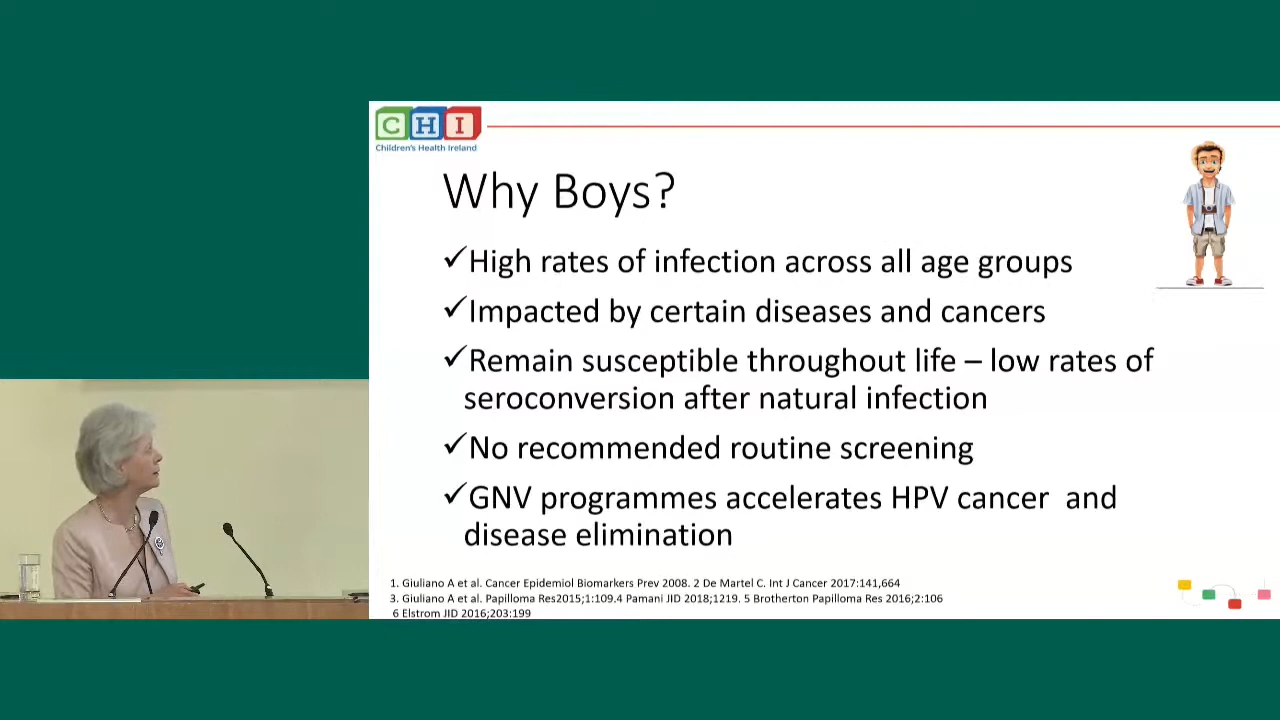 CHI
Children's Health Ireland
Why Boys?
✓High rates of infection across all age groups
✓Impacted by certain diseases and cancers
✓Remain susceptible throughout life – low rates of
seroconversion after natural infection
✓No recommended routine screening
✓GNV programmes accelerates HPV cancer and
disease elimination
1. Giuliano A et al. Cancer Epidemiol Biomarkers Prev 2008. 2 De Martel C. Int J Cancer 2017:141,664
3. Giuliano A et al. Papilloma Res2015;1:109.4 Pamani JID 2018;1219. 5 Brotherton Papilloma Res 2016;2:106
6 Elstrom JID 2016;203:199